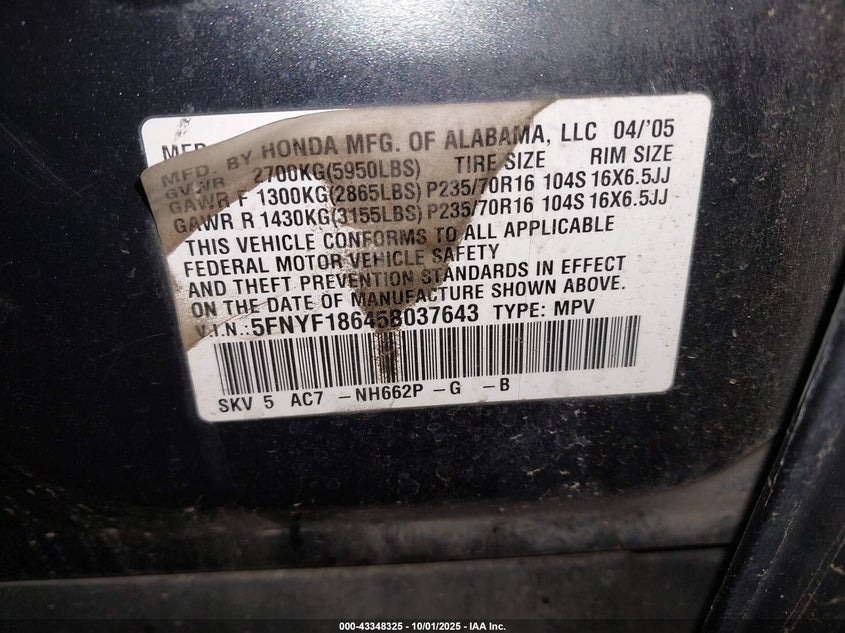 MFD. BY HONDA MFG. OF ALABAMA, LLC 04/'05
GVWR 2700KG(5950LBS) TIRE SIZE RIM SIZE
GAWR F 1300KG(2865LBS) P235/70R16 104S 16X6.5JJ
GAWR R 1430KG(3155LBS) P235/70R16 104S 16X6.5JJ
THIS VEHICLE CONFORMS TO ALL APPLICABLE
FEDERAL MOTOR VEHICLE SAFETY
AND THEFT PREVENTION STANDARDS IN EFFECT
ON THE DATE OF MANUFACTURE SHOWN ABOVE.
V.I.N.:5FNYF18645B037643 TYPE: MPV
SKV 5 AC7 -NH662P -G -B
000-43348325 - 10/01/2025 - IAA Inc.